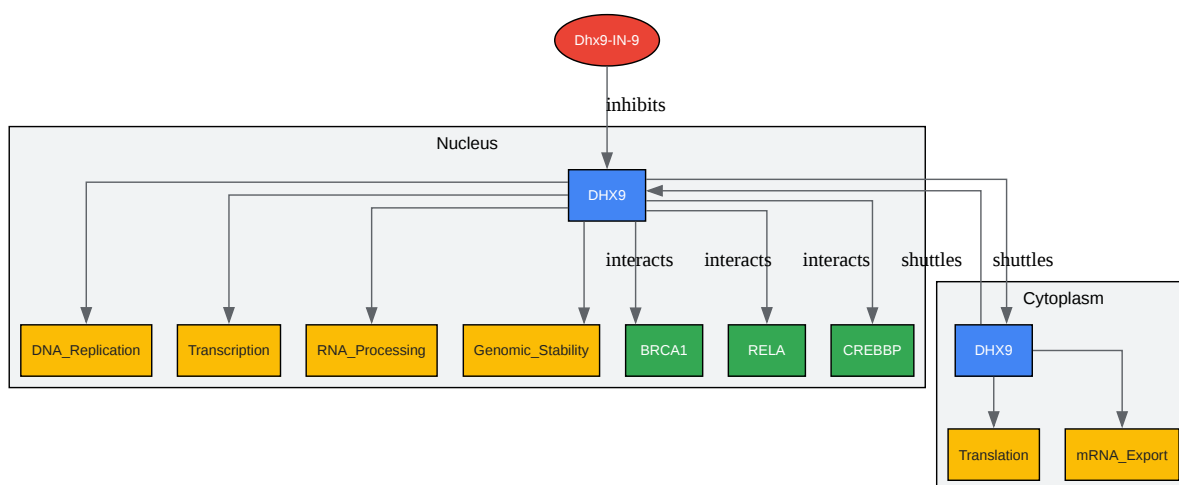 Dhx9-IN-9
inhibits
Nucleus
DHX9
interacts
interacts
interacts
shuttles
shuttles
Cytoplasm
DNA_Replication
Transcription
RNA_Processing
Genomic_Stability
BRCA1
RELA
CREBBP
DHX9
Translation
mRNA_Export